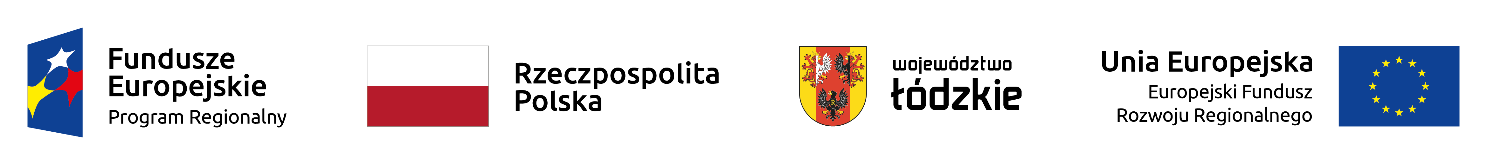 Fundusze
Europejskie
Program Regionalny
Rzeczpospolita
Polska
województwo
łódzkie
Unia Europejska
Europejski Fundusz
Rozwoju Regionalnego